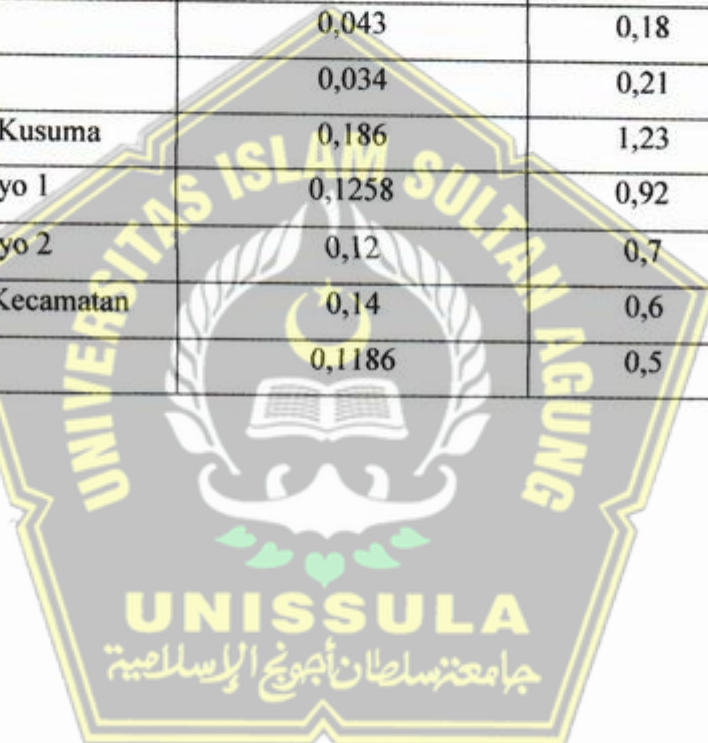 0,043 0,18
0,034 0,21
Kusuma 0,186 1,23
yo 1 0,1258 0,92
yo 2 0,12 0,7
Kecamatan 0,14 0,6
0,1186 0,5
UNIVERSITAS ISLAM SULTAN AGUNG
UNISSULA
جامعة سلطان أجونج الإسلامية